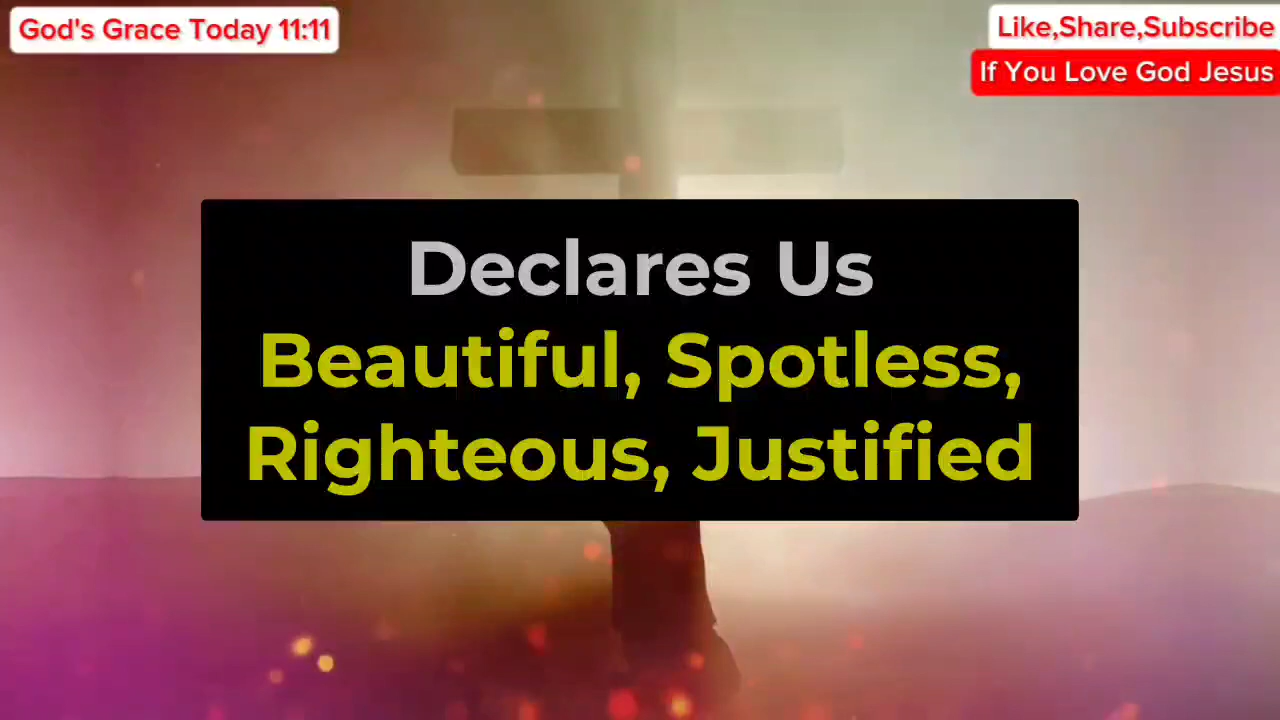 God's Grace Today 11:11
Like,Share,Subscribe
If You Love God Jesus
Declares Us
Beautiful, Spotless,
Righteous, Justified